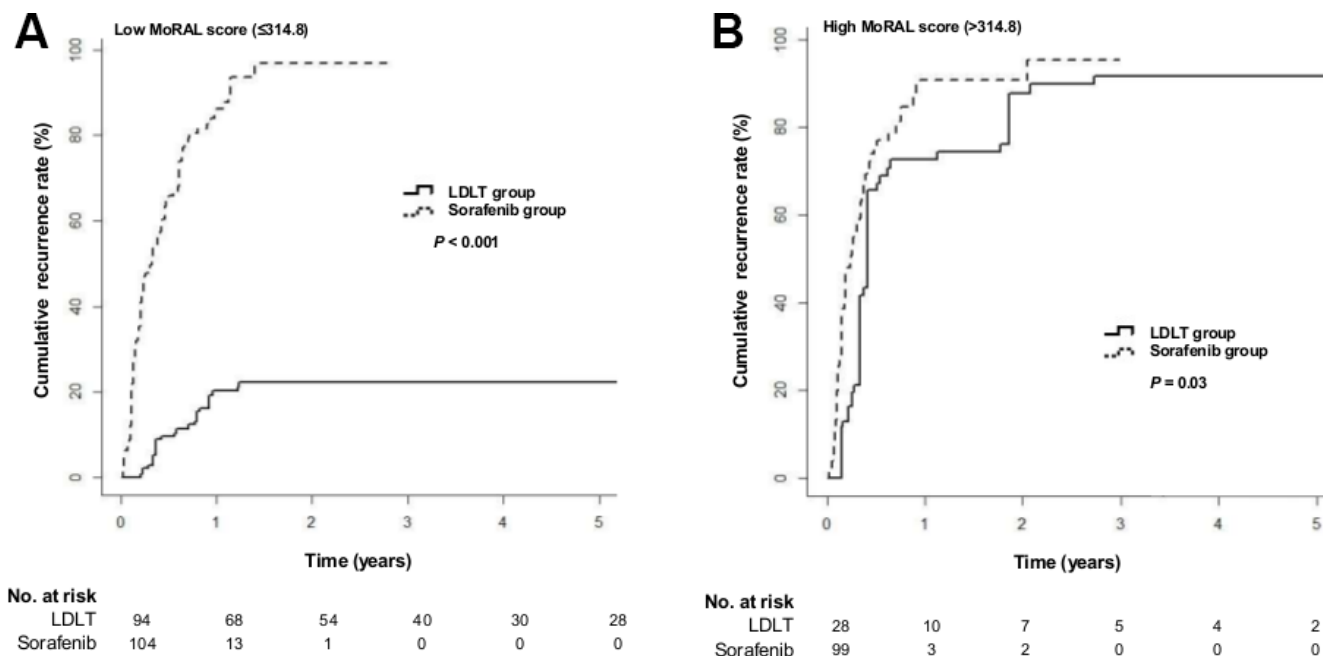 A
Low MoRAL score (≤314.8)
Cumulative recurrence rate (%)
100
80
60
40
20
0
LDLT group
Sorafenib group
P < 0.001
0 1 2 3 4 5
Time (years)
No. at risk
LDLT 94 68 54 40 30 28
Sorafenib 104 13 1 0 0 0
B
High MoRAL score (>314.8)
Cumulative recurrence rate (%)
100
80
60
40
20
0
LDLT group
Sorafenib group
P = 0.03
0 1 2 3 4 5
Time (years)
No. at risk
LDLT 28 10 7 5 4 2
Sorafenib 99 3 2 0 0 0